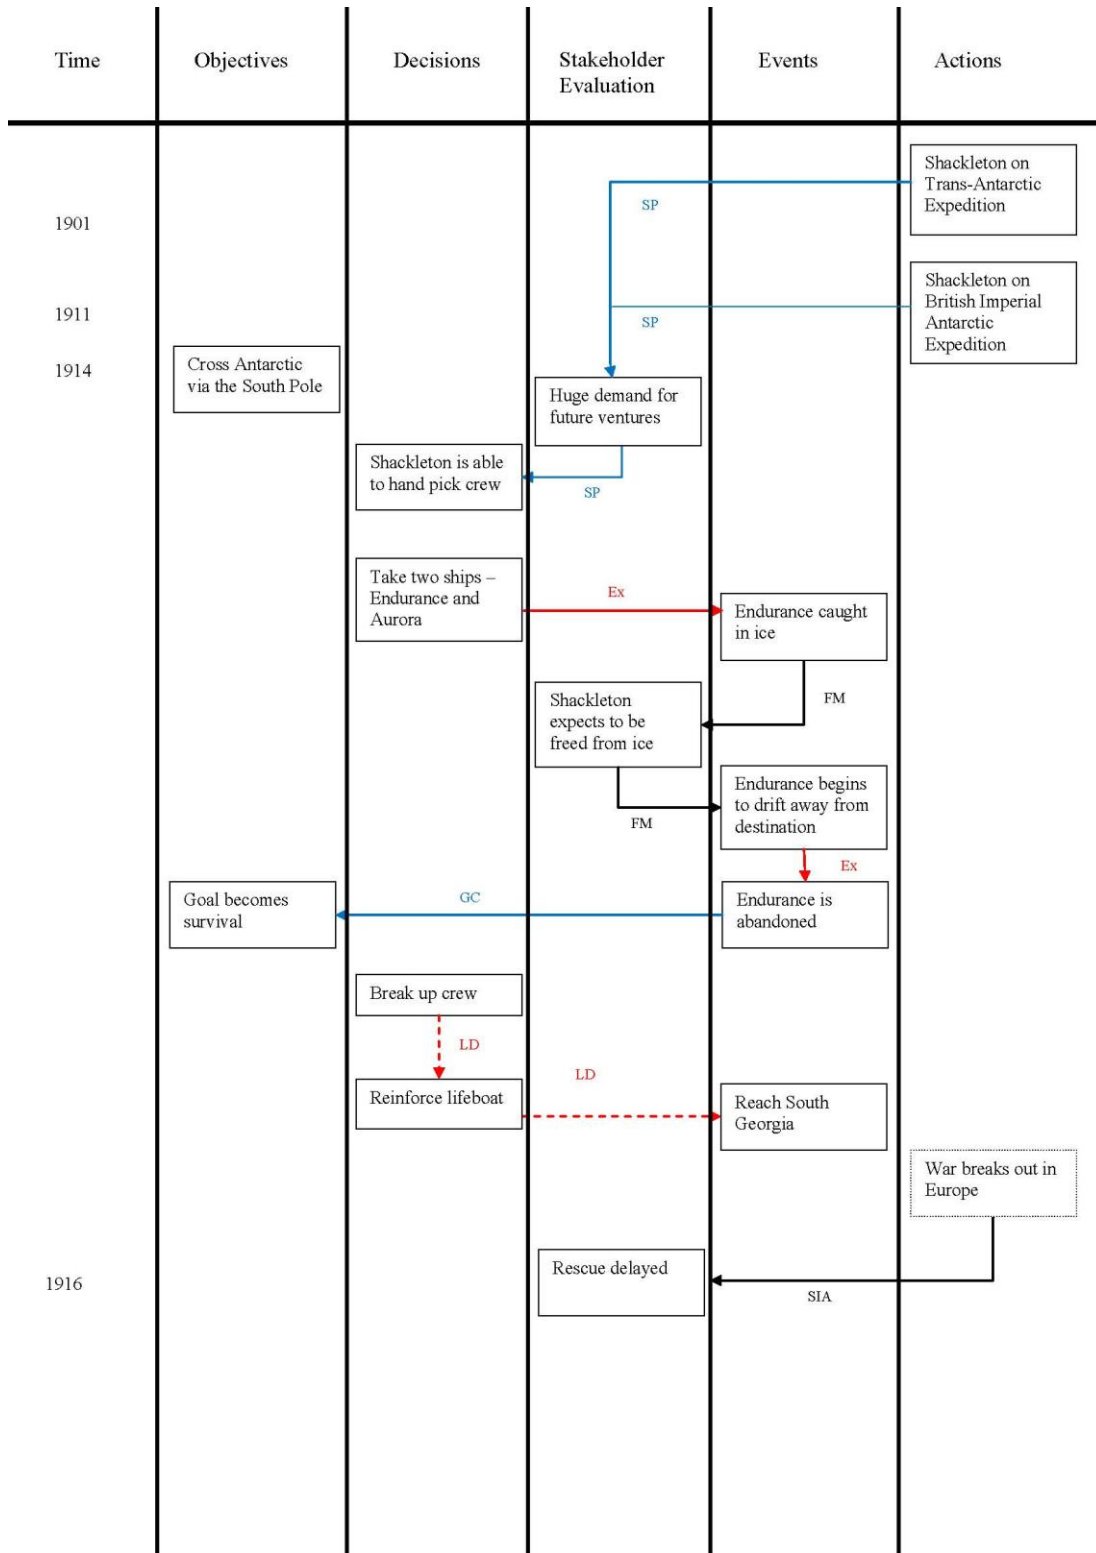 Time
Objectives
Decisions
Stakeholder
Evaluation
Events
Actions
Shackleton on
Trans-Antarctic
Expedition
SP
1901
Shackleton on
British Imperial
Antarctic
Expedition
1911
SP
1914
Cross Antarctic
via the South Pole
Huge demand for
future ventures
Shackleton is able
to hand pick crew
SP
Take two ships –
Endurance and
Aurora
Ex
Endurance caught
in ice
FM
Shackleton
expects to be
freed from ice
Endurance begins
to drift away from
destination
FM
Ex
Goal becomes
survival
GC
Endurance is
abandoned
Break up crew
LD
LD
Reinforce lifeboat
Reach South
Georgia
War breaks out in
Europe
1916
Rescue delayed
SIA